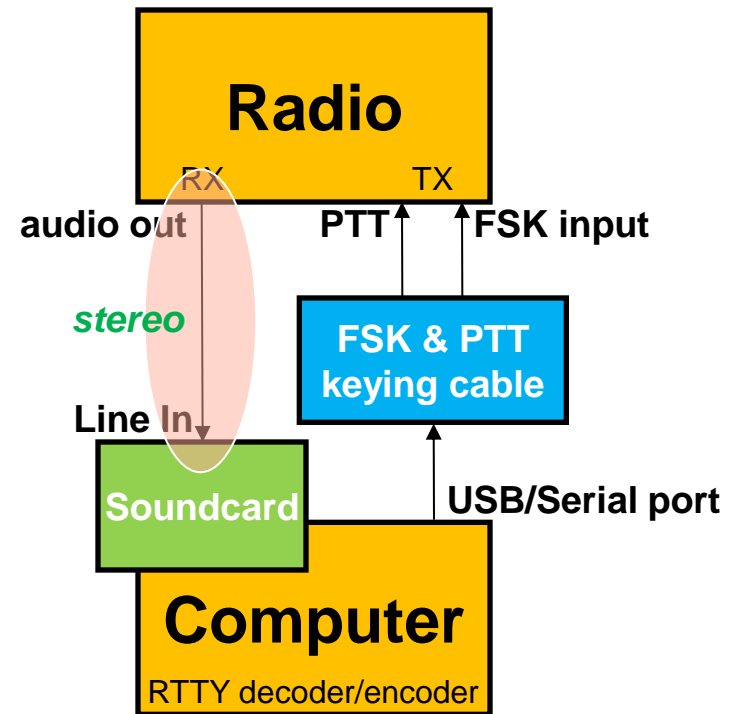 Radio
RX
TX
audio out
PTT
FSK input
stereo
FSK & PTT
keying cable
Line In
Soundcard
USB/Serial port
Computer
RTTY decoder/encoder